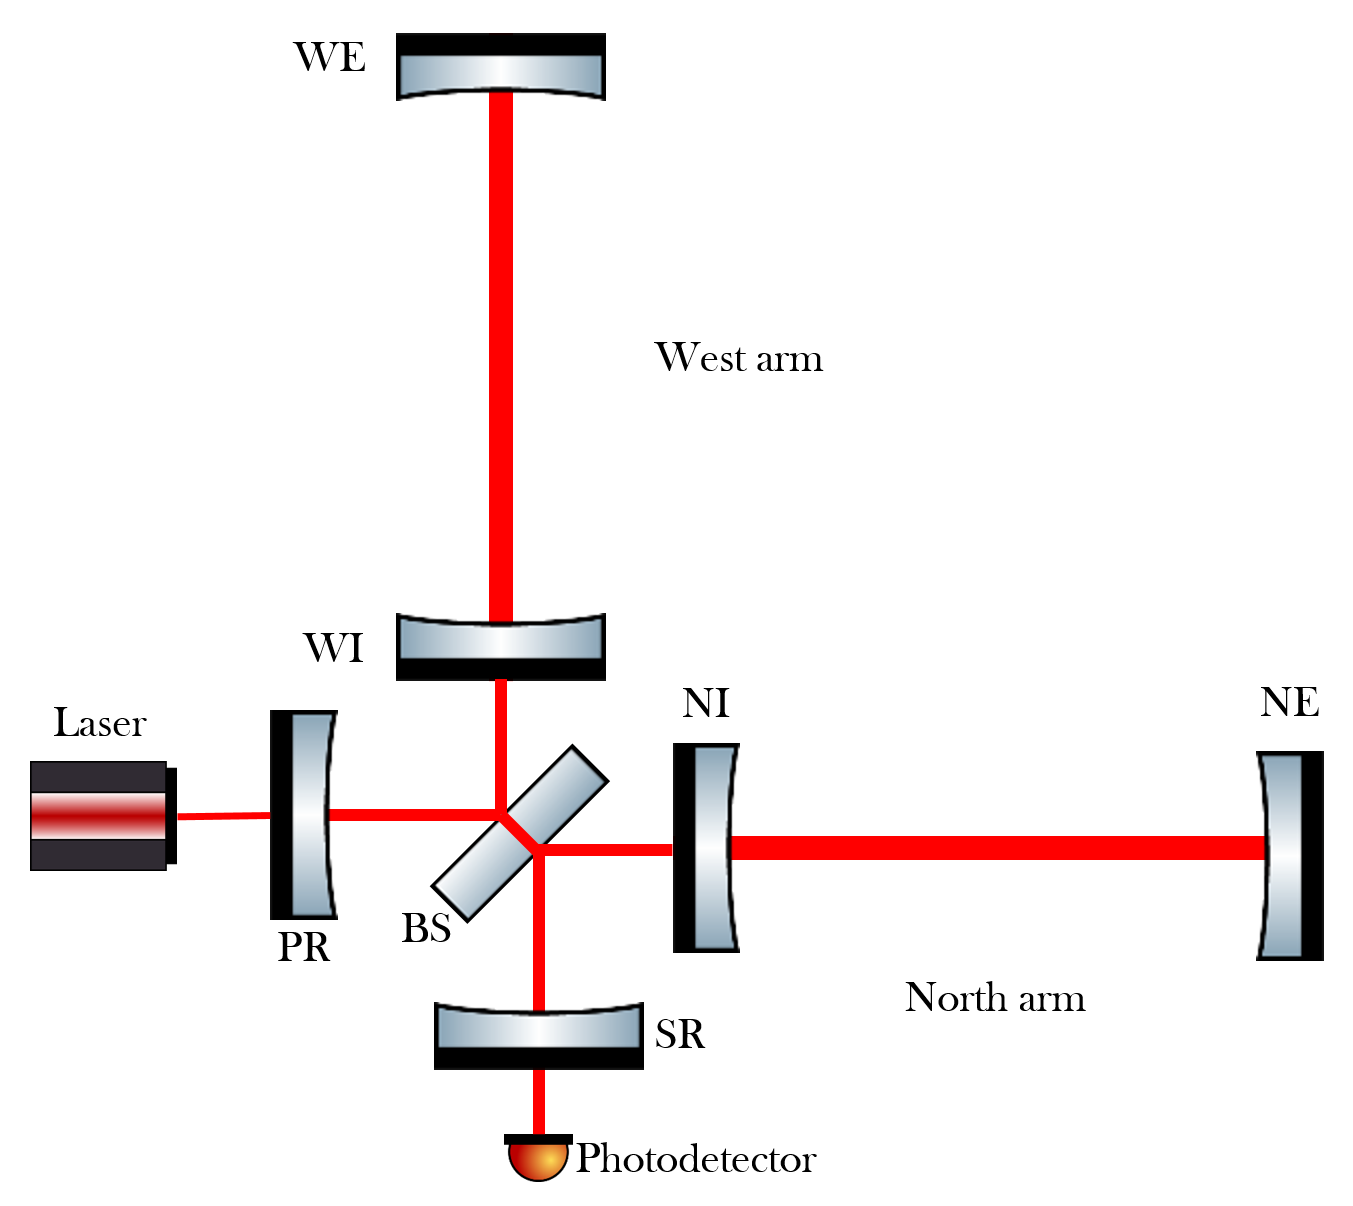 WE
West arm
WI
NI
NE
Laser
BS
PR
North arm
SR
Photodetector